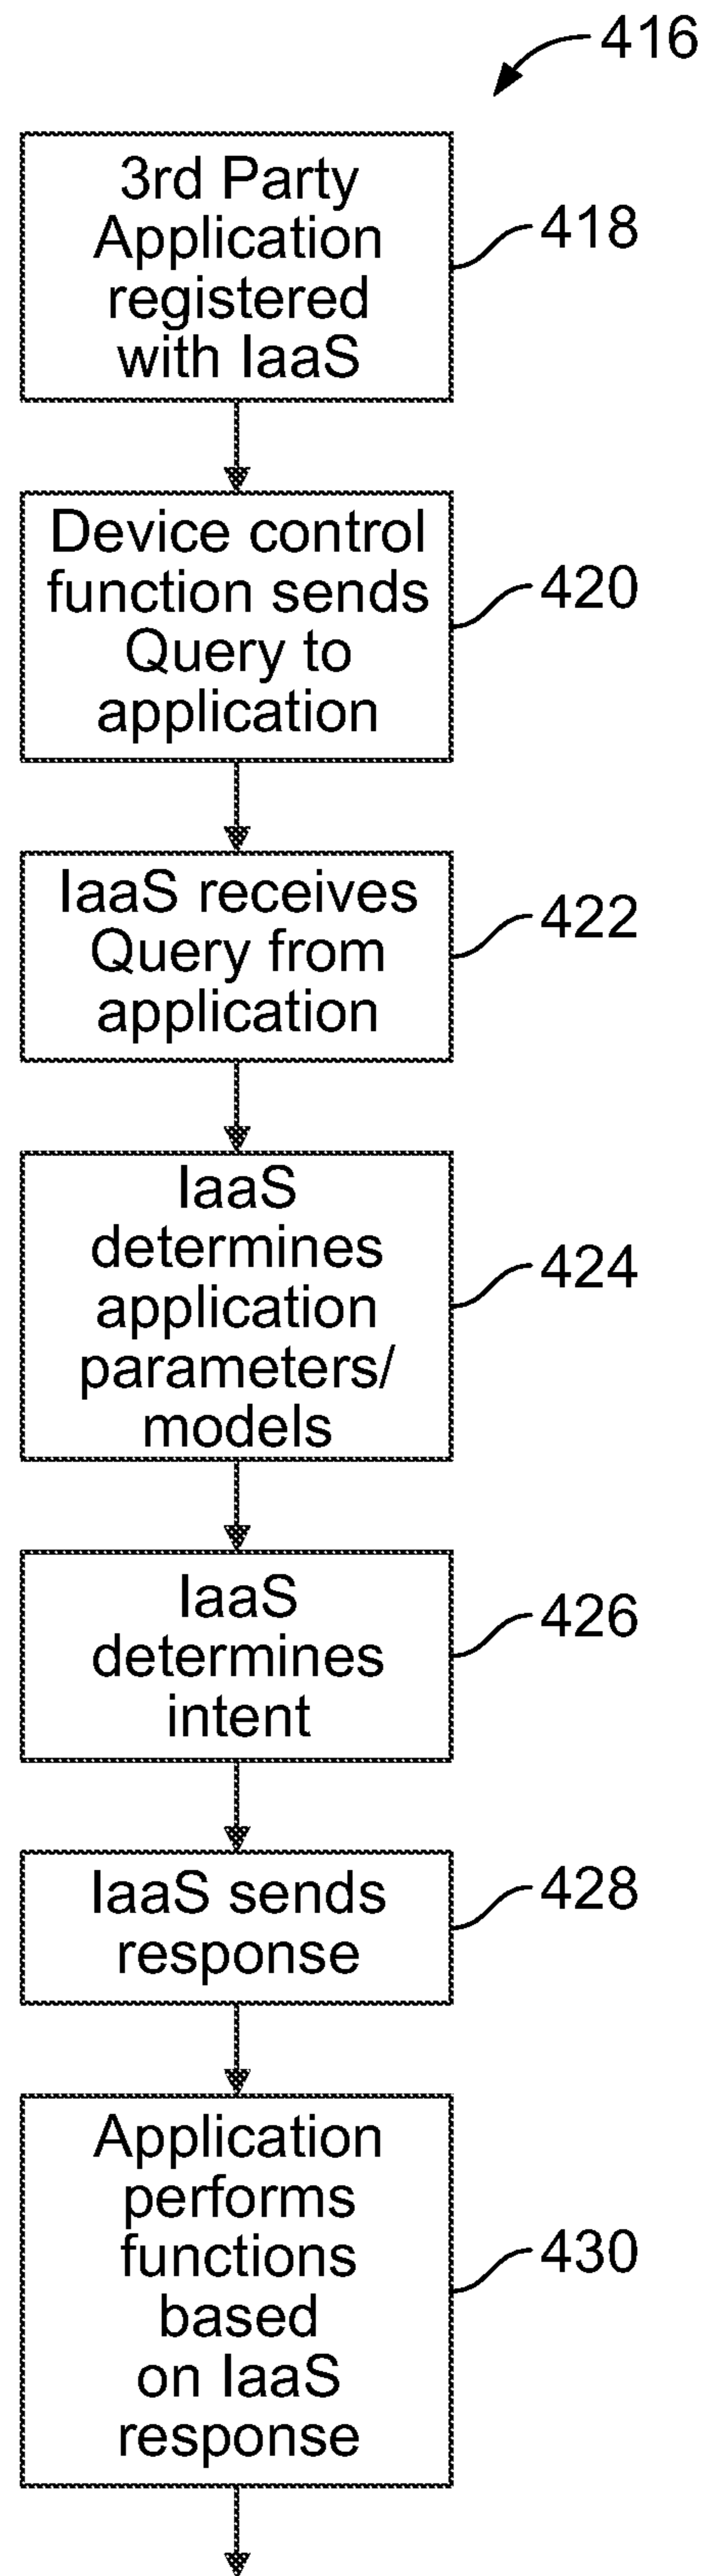 416
3rd Party
Application
registered
with IaaS
418
Device control
function sends
Query to
application
420
IaaS receives
Query from
application
422
IaaS
determines
application
parameters/
models
424
IaaS
determines
intent
426
IaaS sends
response
428
Application
performs
functions
based
on IaaS
response
430